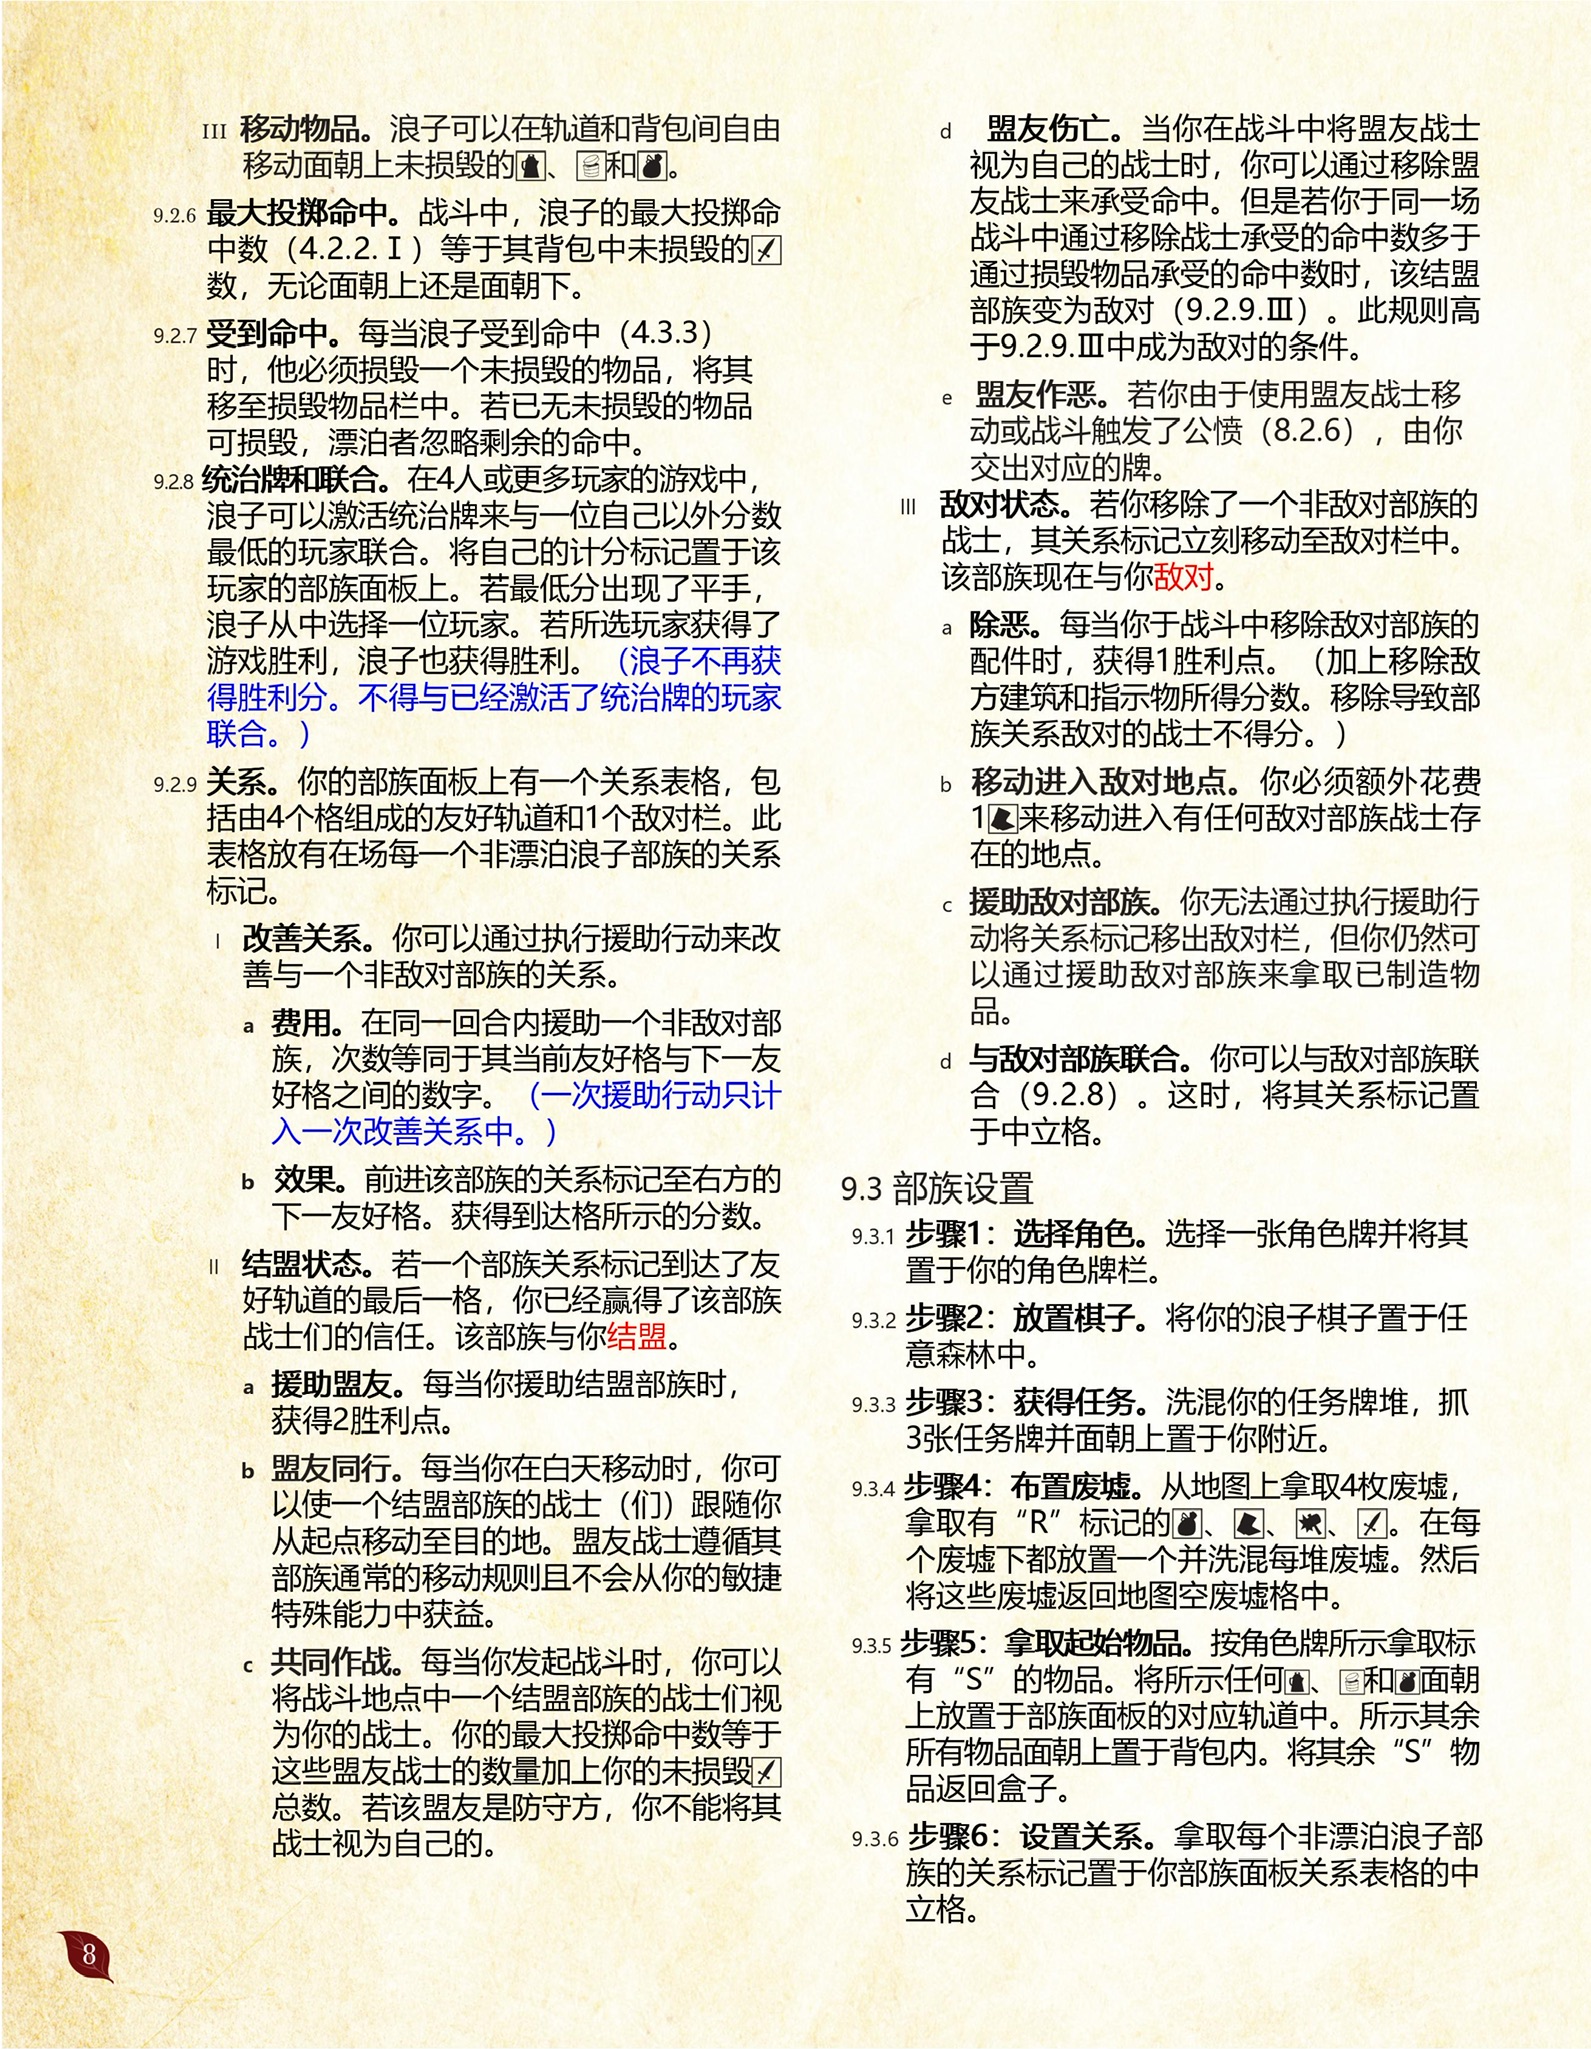 III 移动物品。浪子可以在轨道和背包间自由
移动面朝上未损毁的、和。
9.2.6 最大投掷命中。战斗中，浪子的最大投掷命
中数（4.2.2.Ⅰ）等于其背包中未损毁的
数，无论面朝上还是面朝下。
9.2.7 受到命中。每当浪子受到命中（4.3.3）
时，他必须损毁一个未损毁的物品，将其
移至损毁物品栏中。若已无未损毁的物品
可损毁，漂泊者忽略剩余的命中。
9.2.8 统治牌和联合。在4人或更多玩家的游戏中，
浪子可以激活统治牌来与一位自己以外分数
最低的玩家联合。将自己的计分标记置于该
玩家的部族面板上。若最低分出现了平手，
浪子从中选择一位玩家。若所选玩家获得了
游戏胜利，浪子也获得胜利。（浪子不再获
得胜利分。不得与已经激活了统治牌的玩家
联合。）
9.2.9 关系。你的部族面板上有一个关系表格，包
括由4个格组成的友好轨道和1个敌对栏。此
表格放有在场每一个非漂泊浪子部族的关系
标记。
I 改善关系。你可以通过执行援助行动来改
善与一个非敌对部族的关系。
a 费用。在同一回合内援助一个非敌对部
族，次数等同于其当前友好格与下一友
好格之间的数字。（一次援助行动只计
入一次改善关系中。）
b 效果。前进该部族的关系标记至右方的
下一友好格。获得到达格所示的分数。
II 结盟状态。若一个部族关系标记到达了友
好轨道的最后一格，你已经赢得了该部族
战士们的信任。该部族与你结盟。
a 援助盟友。每当你援助结盟部族时，
获得2胜利点。
b 盟友同行。每当你在白天移动时，你可
以使一个结盟部族的战士（们）跟随你
从起点移动至目的地。盟友战士遵循其
部族通常的移动规则且不会从你的敏捷
特殊能力中获益。
c 共同作战。每当你发起战斗时，你可以
将战斗地点中一个结盟部族的战士们视
为你的战士。你的最大投掷命中数等于
这些盟友战士的数量加上你的未损毁
总数。若该盟友是防守方，你不能将其
战士视为自己的。
d 盟友伤亡。当你在战斗中将盟友战士
视为自己的战士时，你可以通过移除盟
友战士来承受命中。但是若你于同一场
战斗中通过移除战士承受的命中数多于
通过损毁物品承受的命中数时，该结盟
部族变为敌对（9.2.9.Ⅲ）。此规则高
于9.2.9.Ⅲ中成为敌对的条件。
e 盟友作恶。若你由于使用盟友战士移
动或战斗触发了公愤（8.2.6），由你
交出对应的牌。
III 敌对状态。若你移除了一个非敌对部族的
战士，其关系标记立刻移动至敌对栏中。
该部族现在与你敌对。
a 除恶。每当你于战斗中移除敌对部族的
配件时，获得1胜利点。（加上移除敌
方建筑和指示物所得分数。移除导致部
族关系敌对的战士不得分。）
b 移动进入敌对地点。你必须额外花费
1来移动进入有任何敌对部族战士存
在的地点。
c 援助敌对部族。你无法通过执行援助行
动将关系标记移出敌对栏，但你仍然可
以通过援助敌对部族来拿取已制造物
品。
d 与敌对部族联合。你可以与敌对部族联
合（9.2.8）。这时，将其关系标记置
于中立格。
9.3 部族设置
9.3.1 步骤1：选择角色。选择一张角色牌并将其
置于你的角色牌栏。
9.3.2 步骤2：放置棋子。将你的浪子棋子置于任
意森林中。
9.3.3 步骤3：获得任务。洗混你的任务牌堆，抓
3张任务牌并面朝上置于你附近。
9.3.4 步骤4：布置废墟。从地图上拿取4枚废墟，
拿取有“R”标记的、、、。在每
个废墟下都放置一个并洗混每堆废墟。然后
将这些废墟返回地图空废墟格中。
9.3.5 步骤5：拿取起始物品。按角色牌所示拿取标
有“S”的物品。将所示任何、和面朝
上放置于部族面板的对应轨道中。所示其余
所有物品面朝上置于背包内。将其余“S”物
品返回盒子。
9.3.6 步骤6：设置关系。拿取每个非漂泊浪子部
族的关系标记置于你部族面板关系表格的中
立格。
8